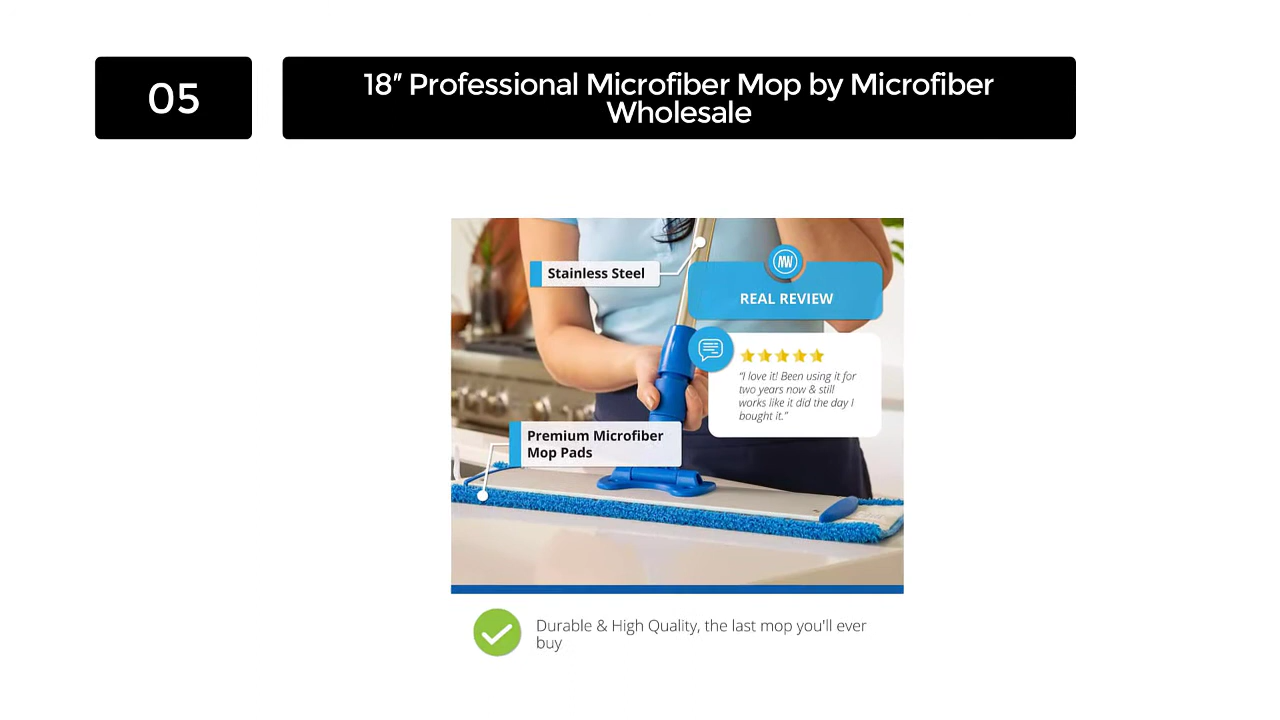 05
18″ Professional Microfiber Mop by Microfiber
Wholesale
Stainless Steel
MW
REAL REVIEW
“I love it! Been using it for
two years now & still
works like it did the day I
bought it.”
Premium Microfiber
Mop Pads
Durable & High Quality, the last mop you'll ever
buy